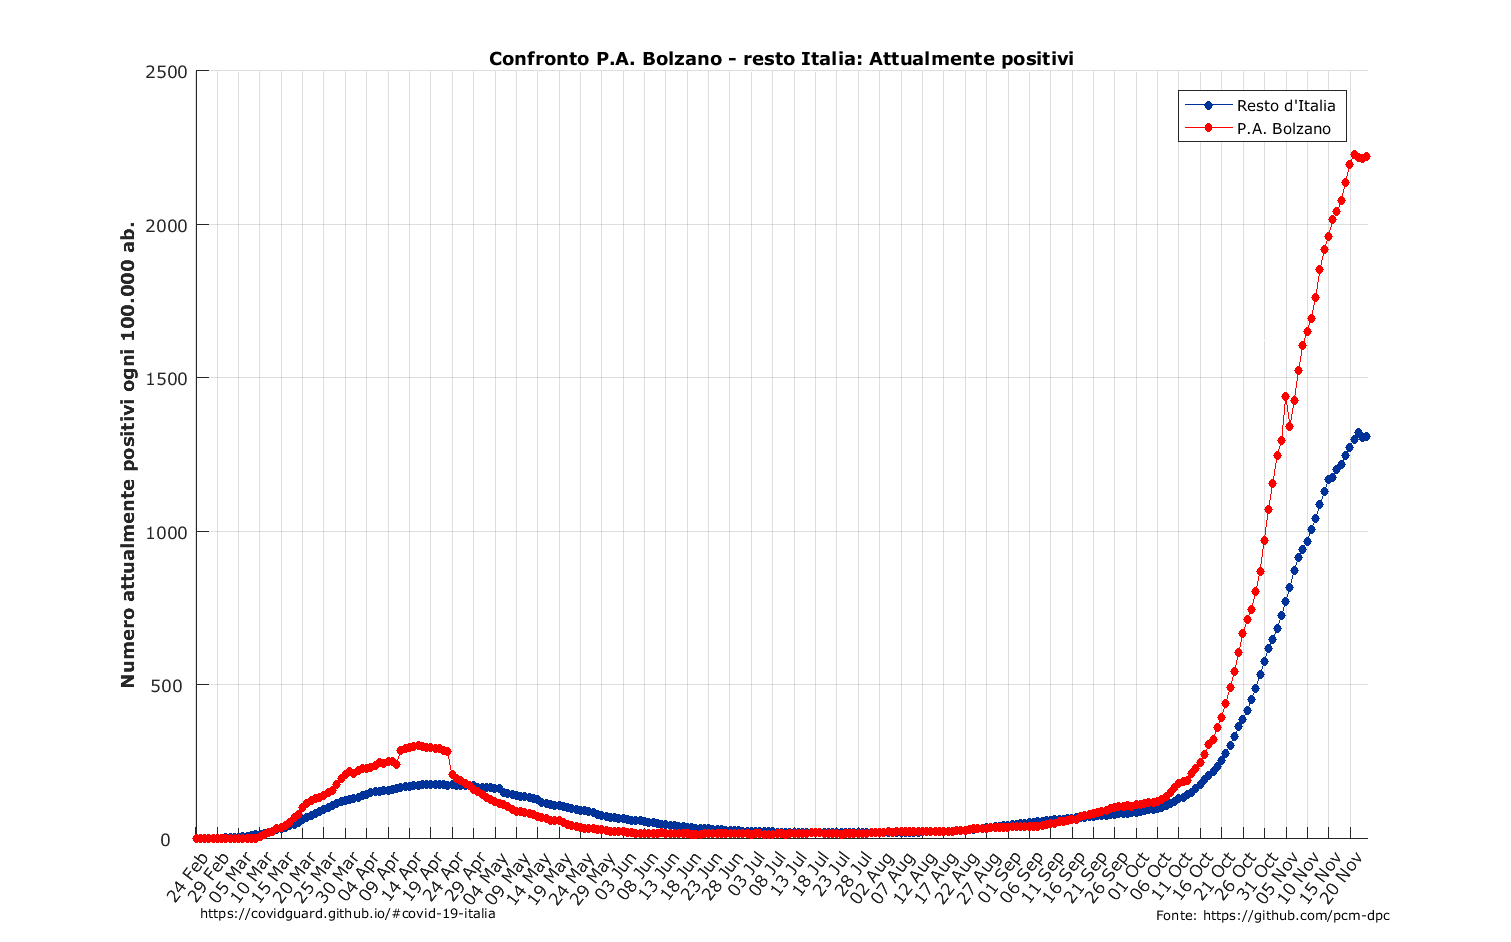 Confronto P.A. Bolzano - resto Italia: Attualmente positivi
Resto d'Italia
P.A. Bolzano
Numero attualmente positivi ogni 100.000 ab.
2500
2000
1500
1000
500
0
24 Feb
29 Feb
05 Mar
10 Mar
15 Mar
20 Mar
25 Mar
30 Mar
04 Apr
09 Apr
14 Apr
19 Apr
24 Apr
29 Apr
04 May
09 May
14 May
19 May
24 May
29 May
03 Jun
08 Jun
13 Jun
18 Jun
23 Jun
28 Jun
03 Jul
08 Jul
13 Jul
18 Jul
23 Jul
28 Jul
02 Aug
07 Aug
12 Aug
17 Aug
22 Aug
27 Aug
01 Sep
06 Sep
11 Sep
16 Sep
21 Sep
26 Sep
01 Oct
06 Oct
11 Oct
16 Oct
21 Oct
26 Oct
31 Oct
05 Nov
10 Nov
15 Nov
20 Nov
https://covidguard.github.io/#covid-19-italia
Fonte: https://github.com/pcm-dpc